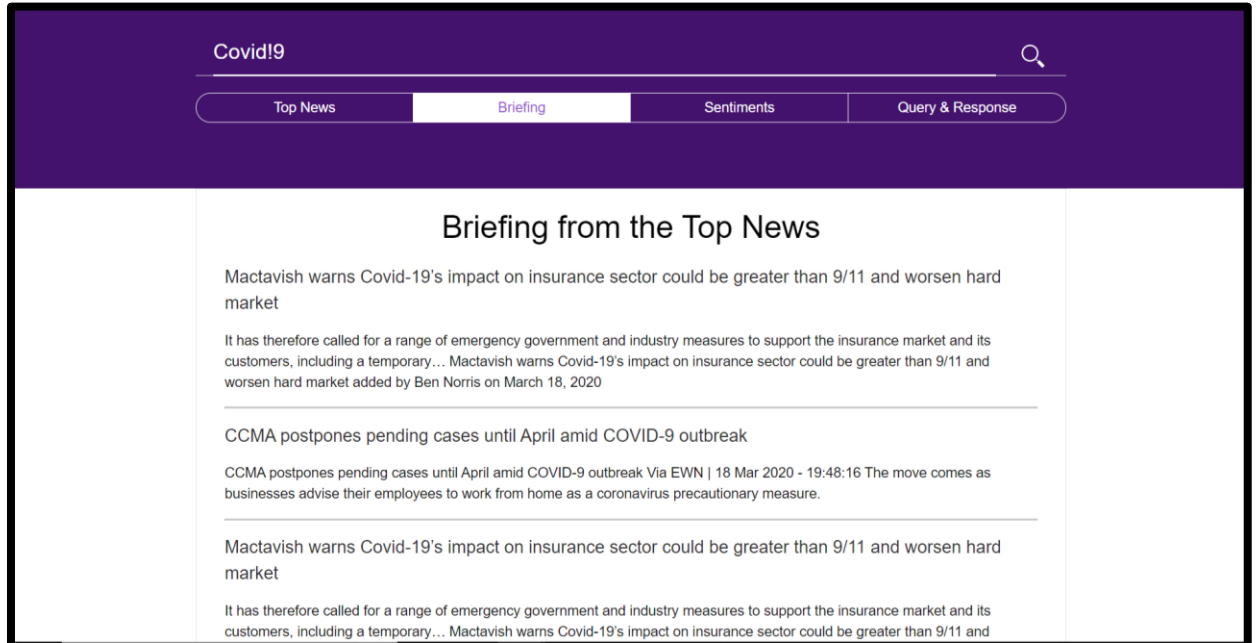 Covid!9
Top News
Briefing
Sentiments
Query & Response
Briefing from the Top News
Mactavish warns Covid-19’s impact on insurance sector could be greater than 9/11 and worsen hard
market
It has therefore called for a range of emergency government and industry measures to support the insurance market and its
customers, including a temporary… Mactavish warns Covid-19’s impact on insurance sector could be greater than 9/11 and
worsen hard market added by Ben Norris on March 18, 2020
CCMA postpones pending cases until April amid COVID-9 outbreak
CCMA postpones pending cases until April amid COVID-9 outbreak Via EWN | 18 Mar 2020 - 19:48:16 The move comes as
businesses advise their employees to work from home as a coronavirus precautionary measure.
Mactavish warns Covid-19’s impact on insurance sector could be greater than 9/11 and worsen hard
market
It has therefore called for a range of emergency government and industry measures to support the insurance market and its
customers, including a temporary… Mactavish warns Covid-19’s impact on insurance sector could be greater than 9/11 and